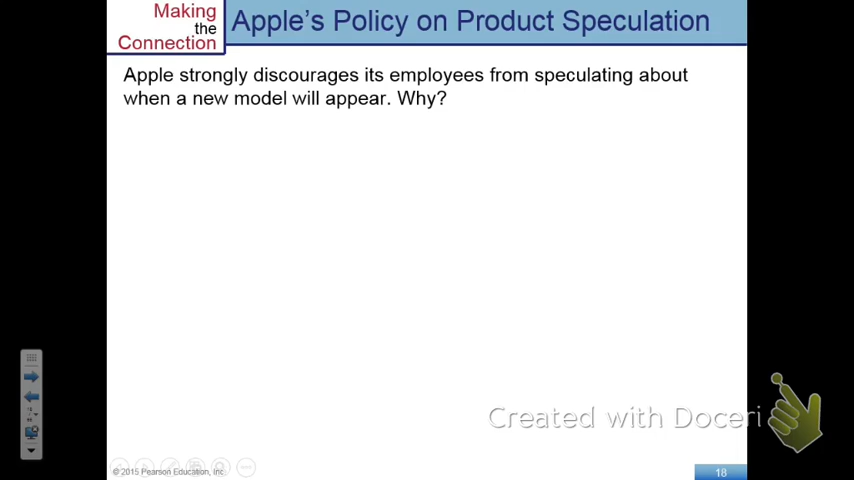 Making
the
Connection
Apple's Policy on Product Speculation
Apple strongly discourages its employees from speculating about
when a new model will appear. Why?
Created with Doceri
© 2015 Pearson Education, Inc.
18